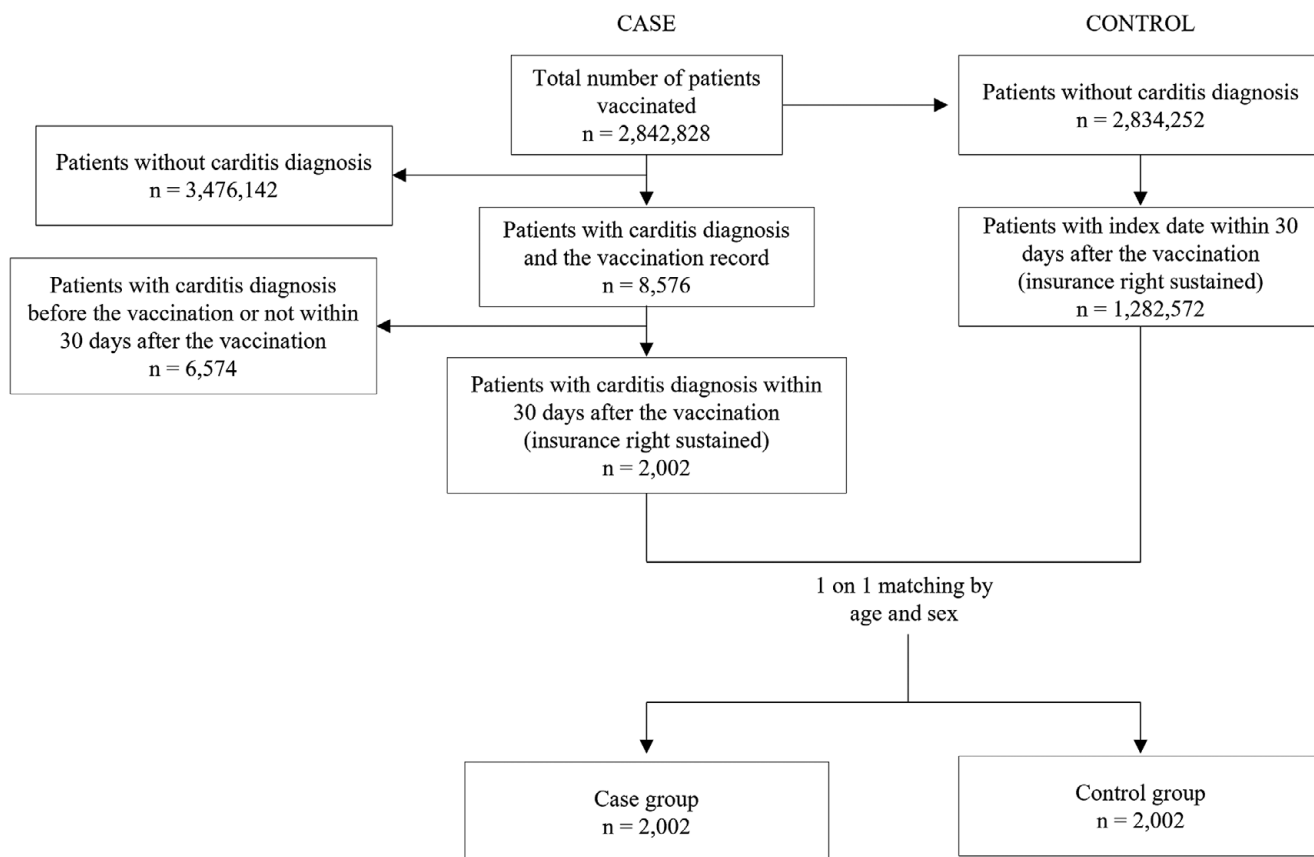 CASE
CONTROL
Total number of patients
vaccinated
n = 2,842,828
Patients without carditis diagnosis
n = 2,834,252
Patients without carditis diagnosis
n = 3,476,142
Patients with carditis diagnosis
and the vaccination record
n = 8,576
Patients with index date within 30
days after the vaccination
(insurance right sustained)
n = 1,282,572
Patients with carditis diagnosis
before the vaccination or not within
30 days after the vaccination
n = 6,574
Patients with carditis diagnosis within
30 days after the vaccination
(insurance right sustained)
n = 2,002
1 on 1 matching by
age and sex
Case group
n = 2,002
Control group
n = 2,002